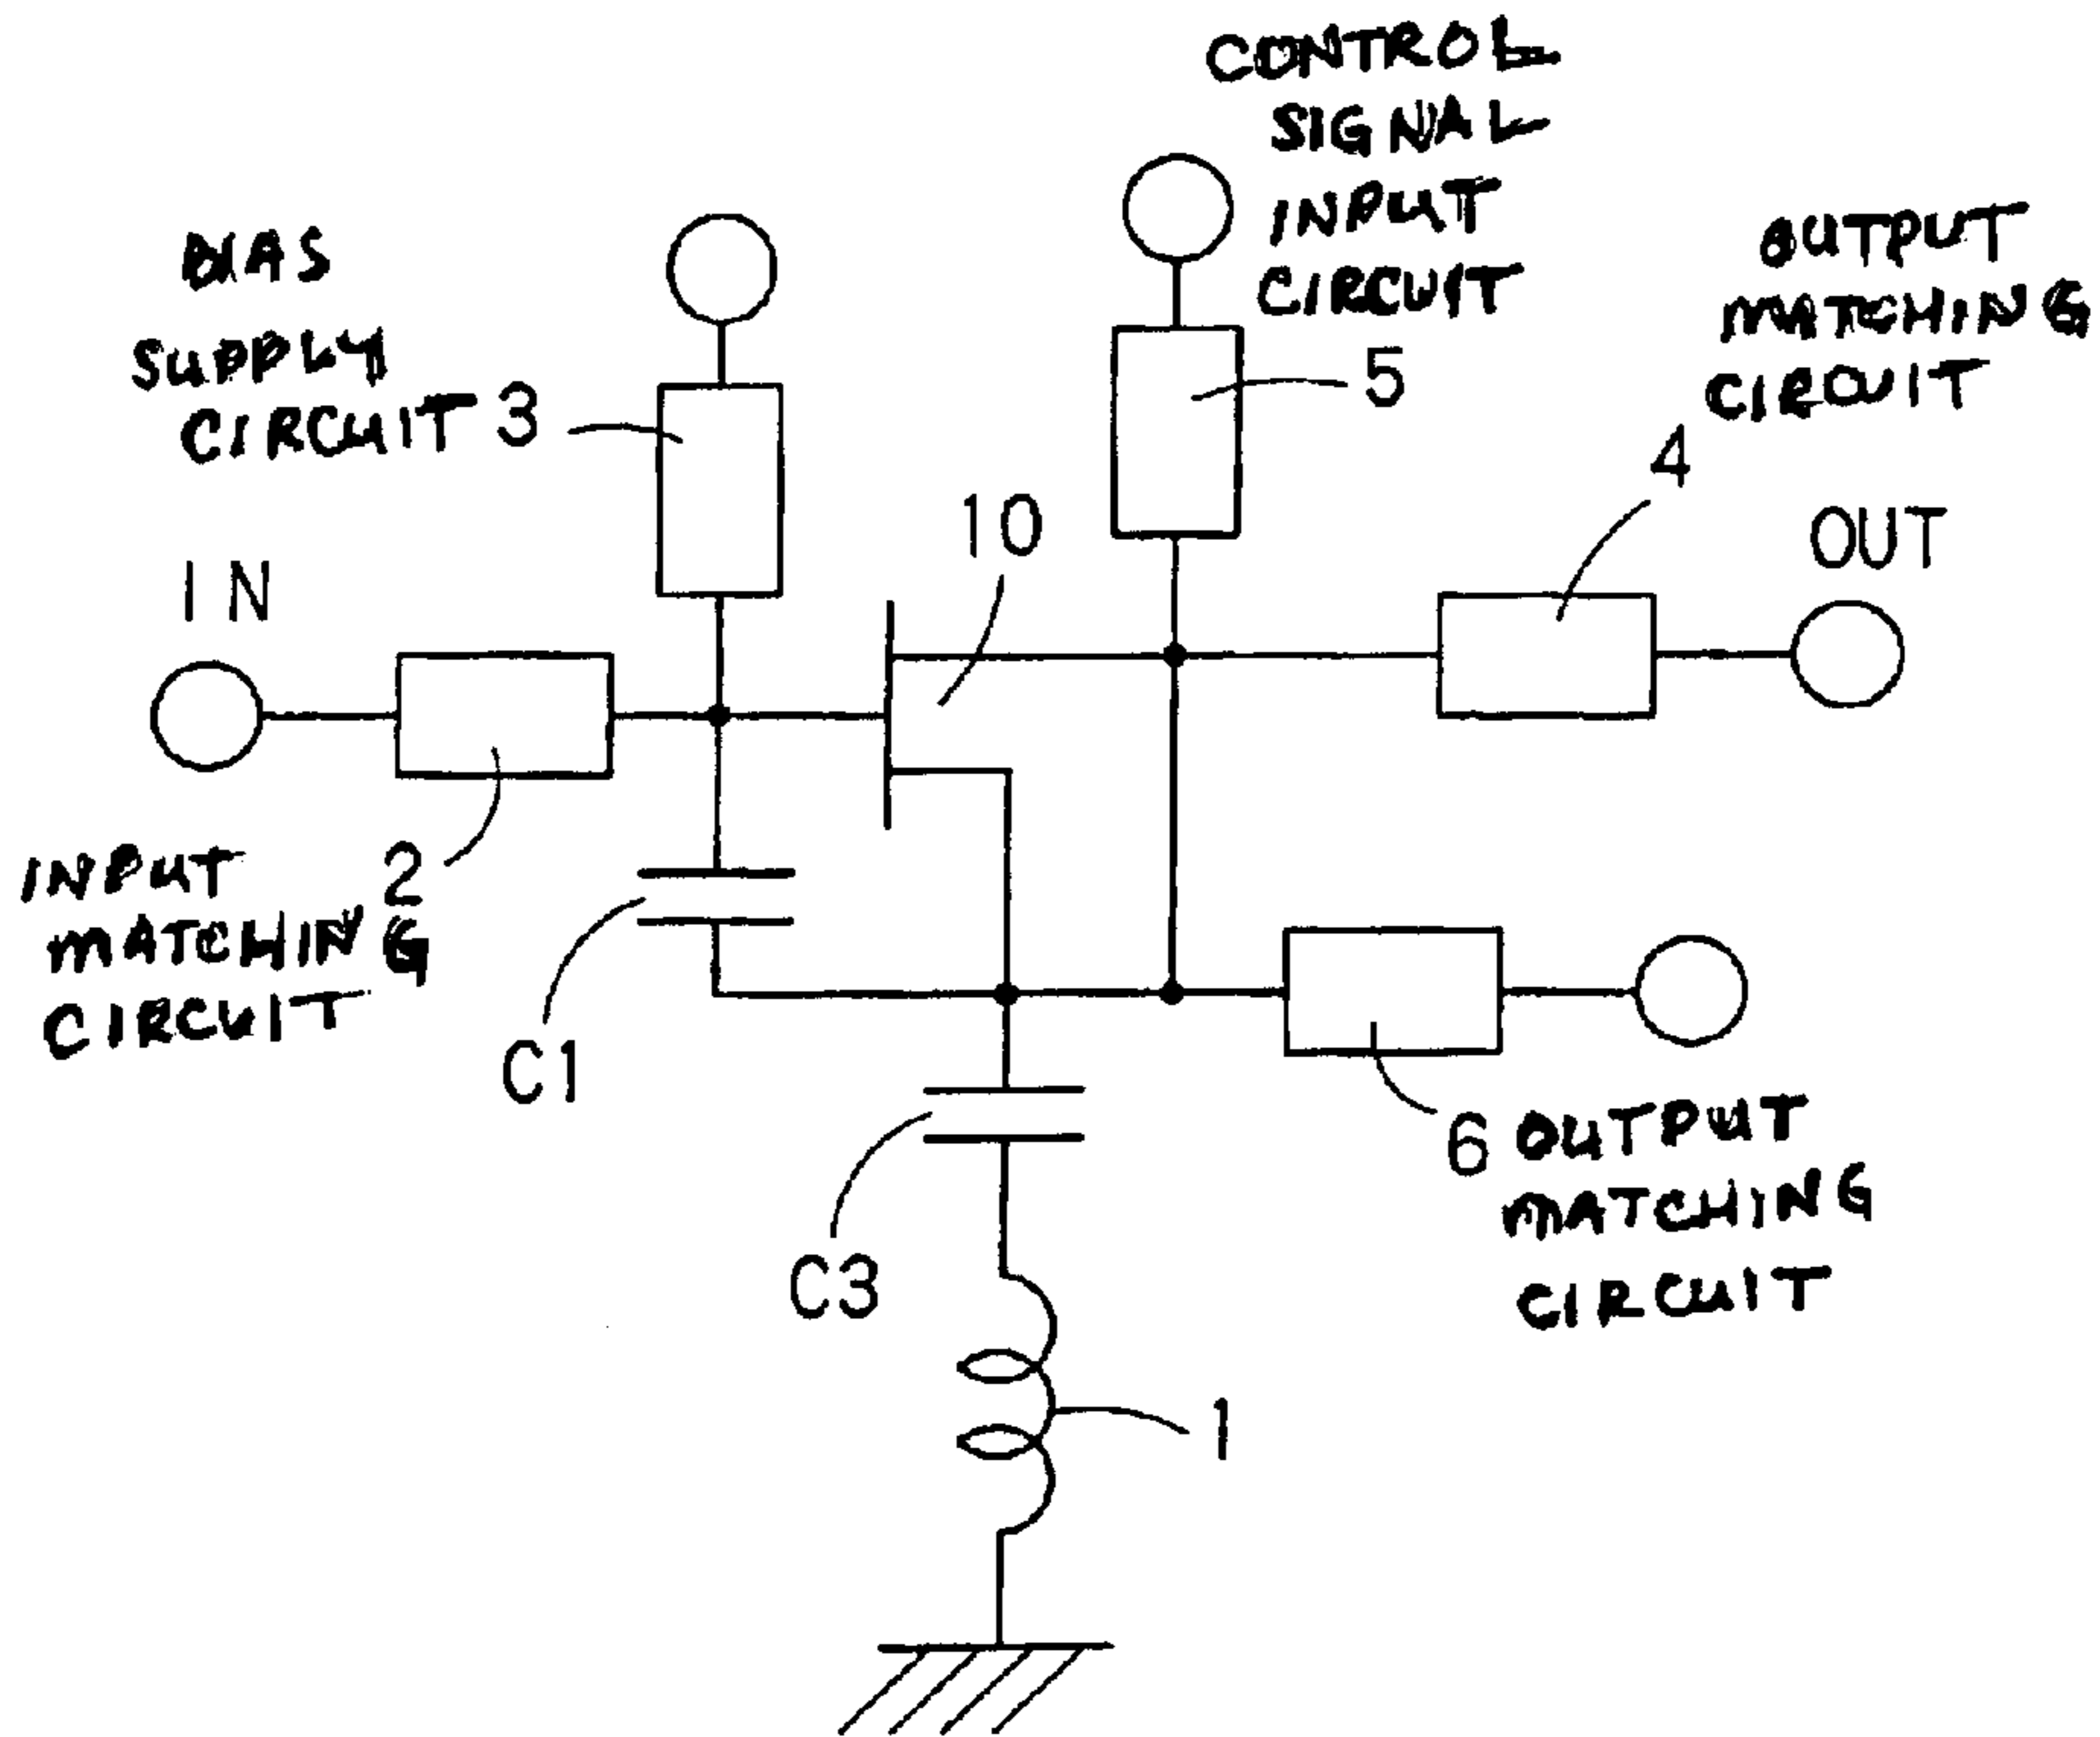 CONTROL
SIGNAL
INPUT
CIRCUIT
BIAS
SUPPLY
CIRCUIT 3
5
OUTPUT
MATCHING
CIRCUIT
4
10
OUT
IN
INPUT 2
MATCHING
CIRCUIT
C1
6 OUTPUT
MATCHING
CIRCUIT
C3
1